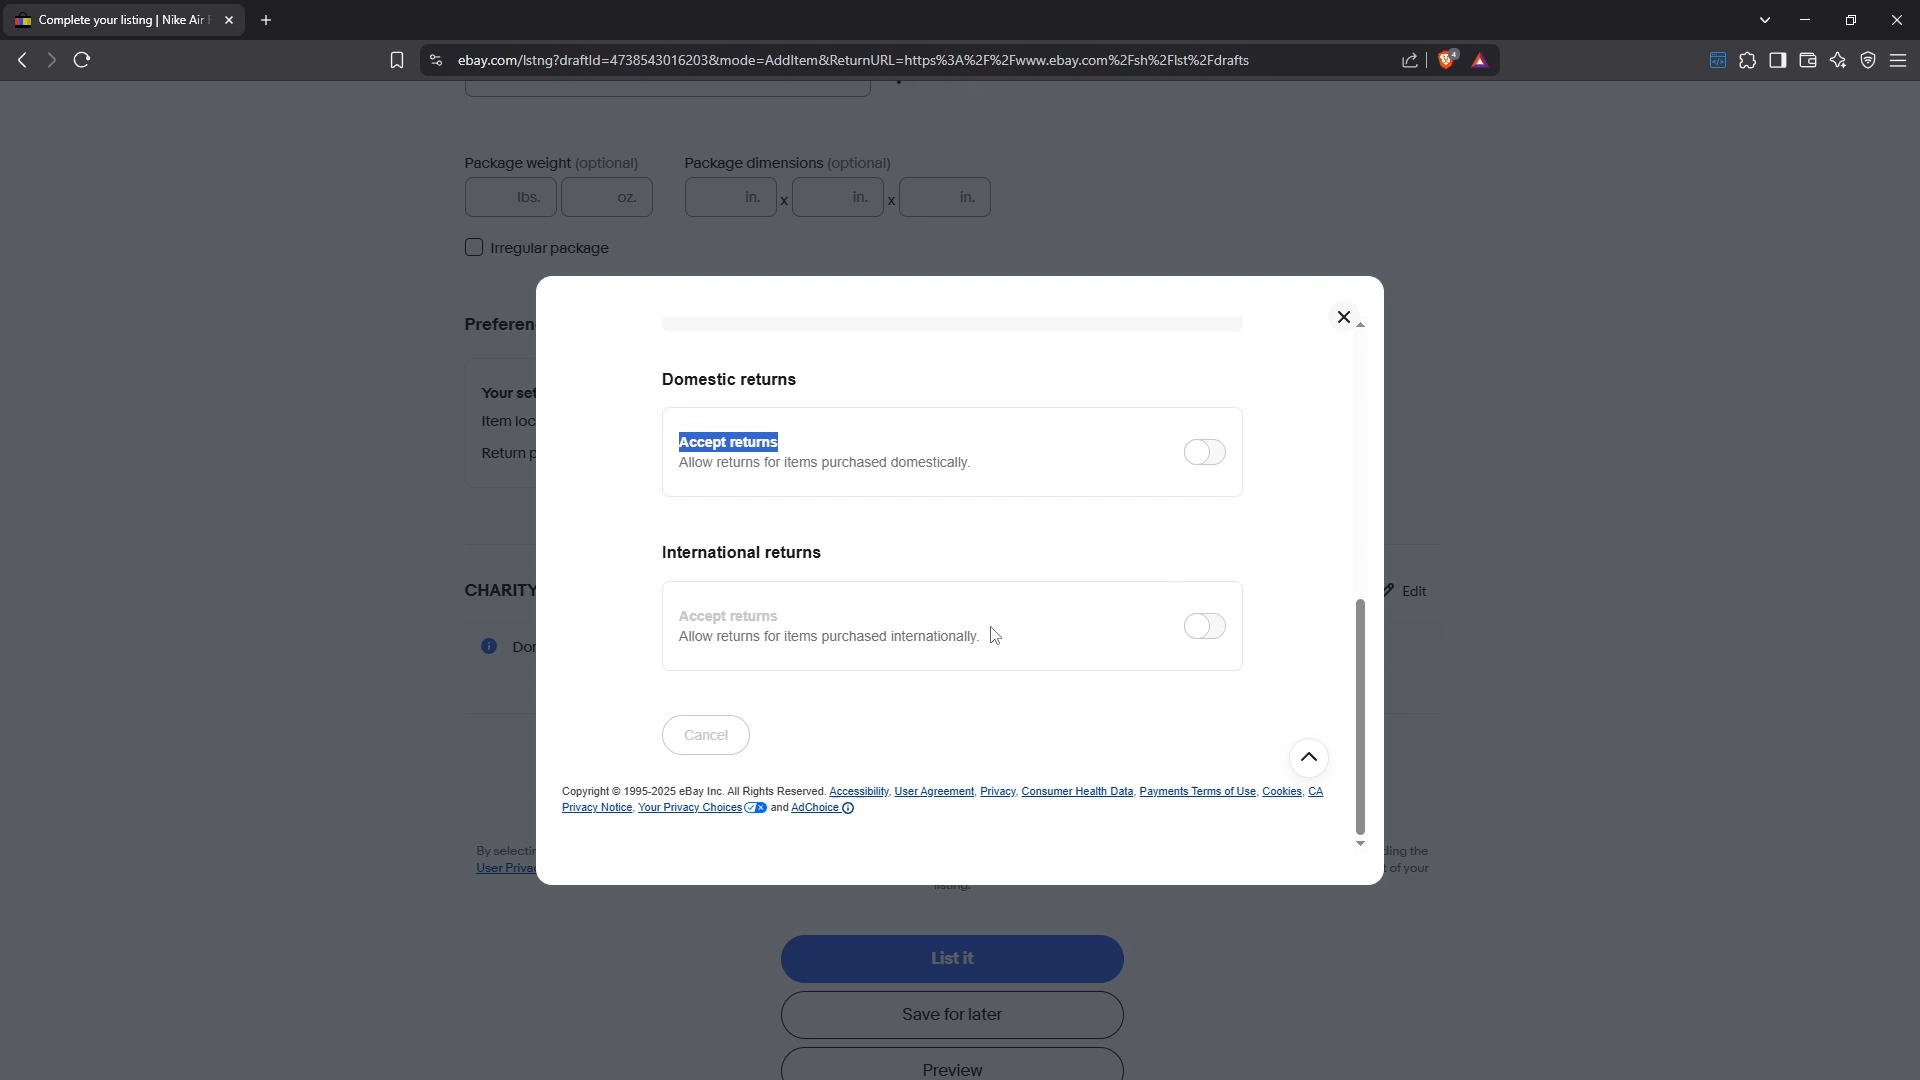 Complete your listing | Nike Air
ebay.com/lstng?draftId=4738543016203&mode=AddItem&ReturnURL=https%3A%2F%2Fwww.ebay.com%2Fsh%2Flst%2Fdrafts
4
Package weight (optional) Package dimensions (optional)
lbs. oz. in. x in. x in.
Irregular package
Preferen
Domestic returns
Your set
Item loc
Accept returns
Return p
Allow returns for items purchased domestically.
International returns
CHARITY
Edit
Accept returns
Allow returns for items purchased internationally.
Don
Cancel
Copyright © 1995-2025 eBay Inc. All Rights Reserved. Accessibility, User Agreement, Privacy, Consumer Health Data, Payments Terms of Use, Cookies, CA
Privacy Notice, Your Privacy Choices and AdChoice
By selectin
ding the
User Priva
t of your
listing.
List it
Save for later
Preview